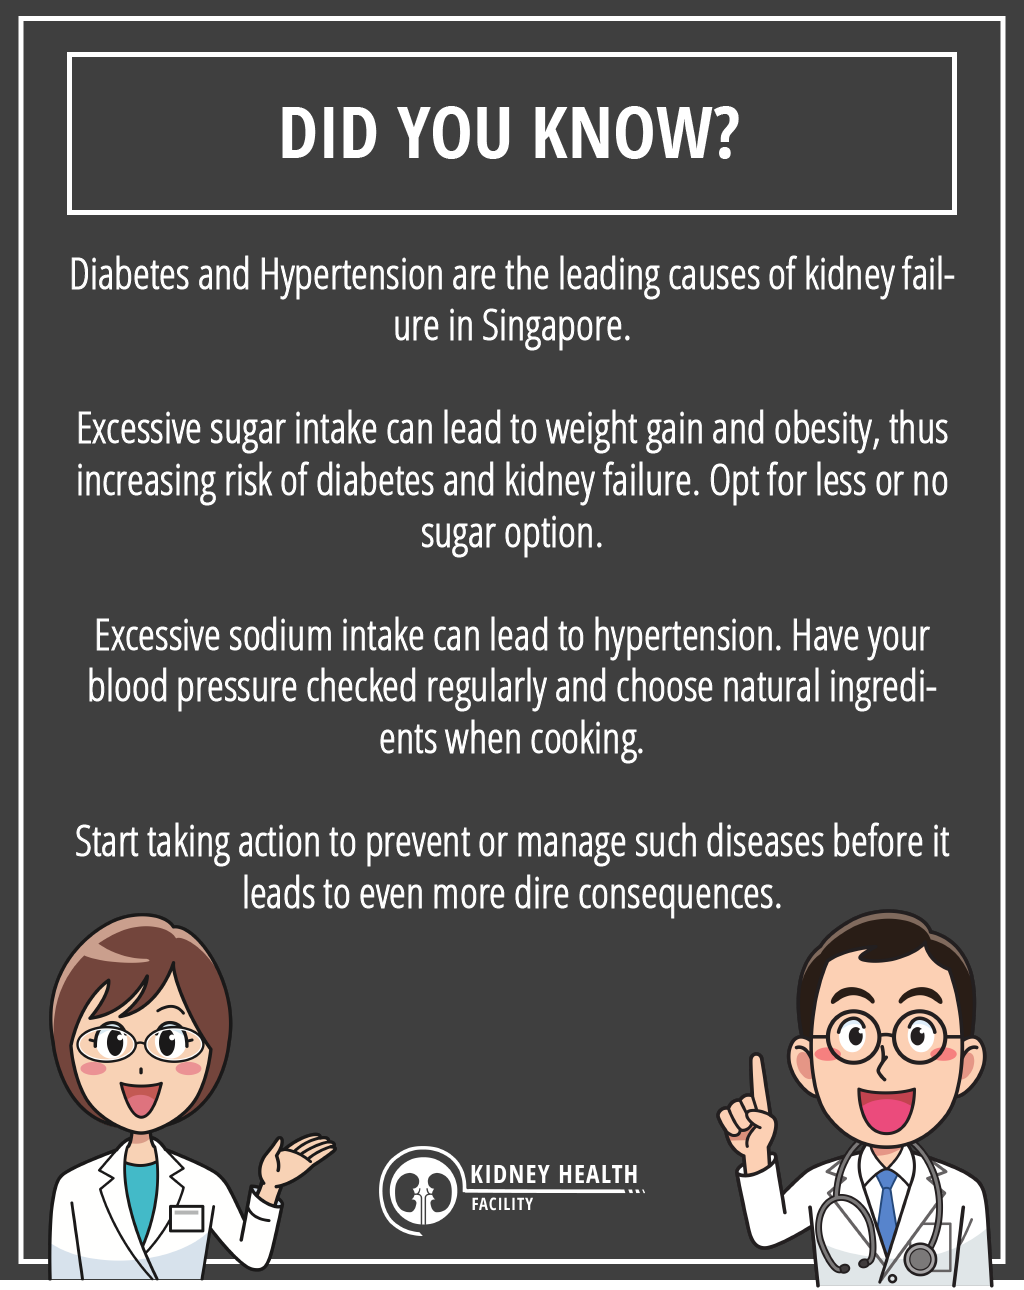 DID YOU KNOW?
Diabetes and Hypertension are the leading causes of kidney fail-
ure in Singapore.
Excessive sugar intake can lead to weight gain and obesity, thus
increasing risk of diabetes and kidney failure. Opt for less or no
sugar option.
Excessive sodium intake can lead to hypertension. Have your
blood pressure checked regularly and choose natural ingredi-
ents when cooking.
Start taking action to prevent or manage such diseases before it
leads to even more dire consequences.
KIDNEY HEALTH
FACILITY